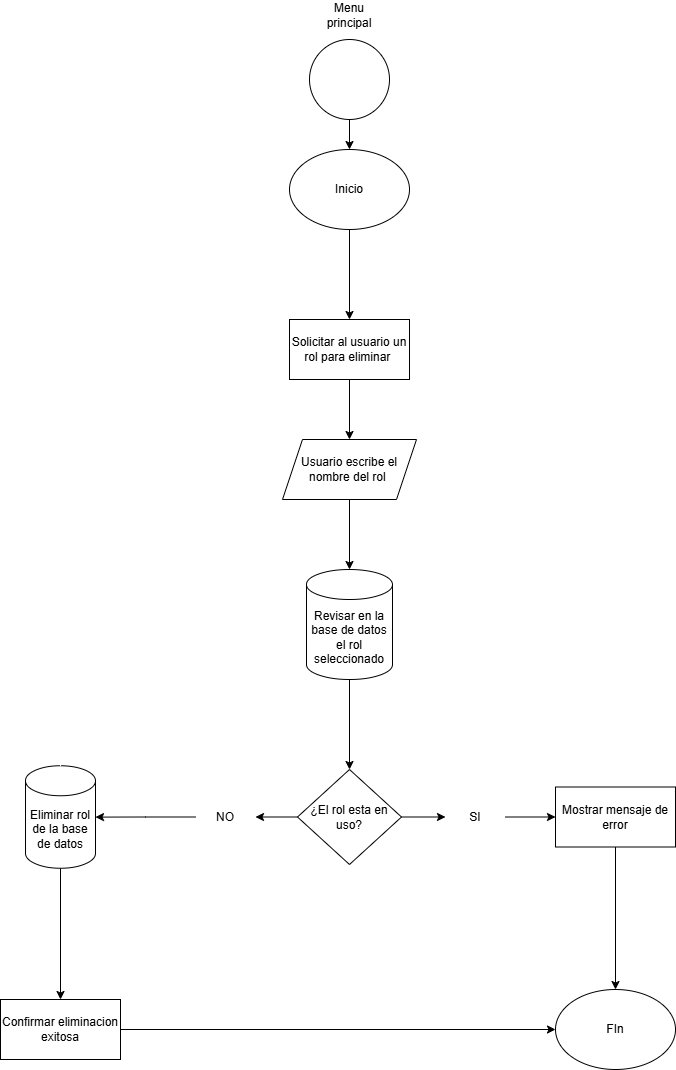 Menu
principal
Inicio
Solicitar al usuario un
rol para eliminar
Usuario escribe el
nombre del rol
Revisar en la
base de datos
el rol
seleccionado
¿El rol esta en
uso?
NO
SI
Eliminar rol
de la base
de datos
Mostrar mensaje de
error
Confirmar eliminacion
exitosa
FIn